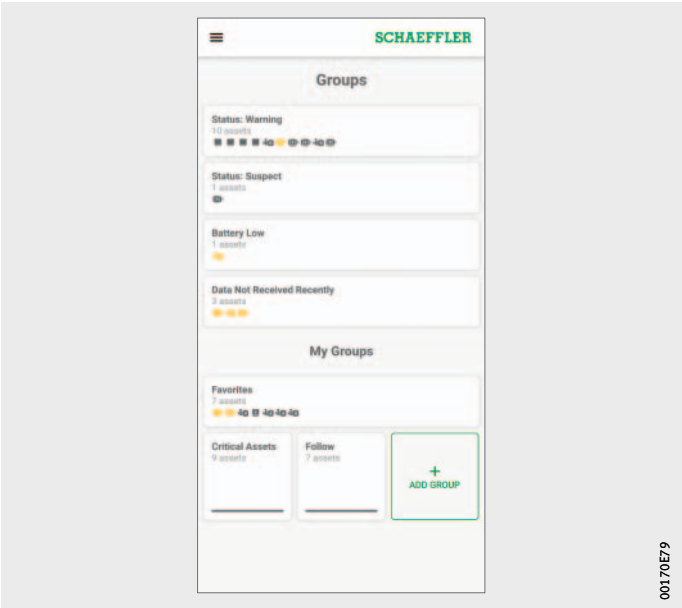 SCHAEFFLER
Groups
Status: Warning
10 assets
Status: Suspect
1 assets
Battery Low
1 assets
Data Not Received Recently
3 assets
My Groups
Favorites
7 assets
Critical Assets
9 assets
Follow
7 assets
+
ADD GROUP
00170E79